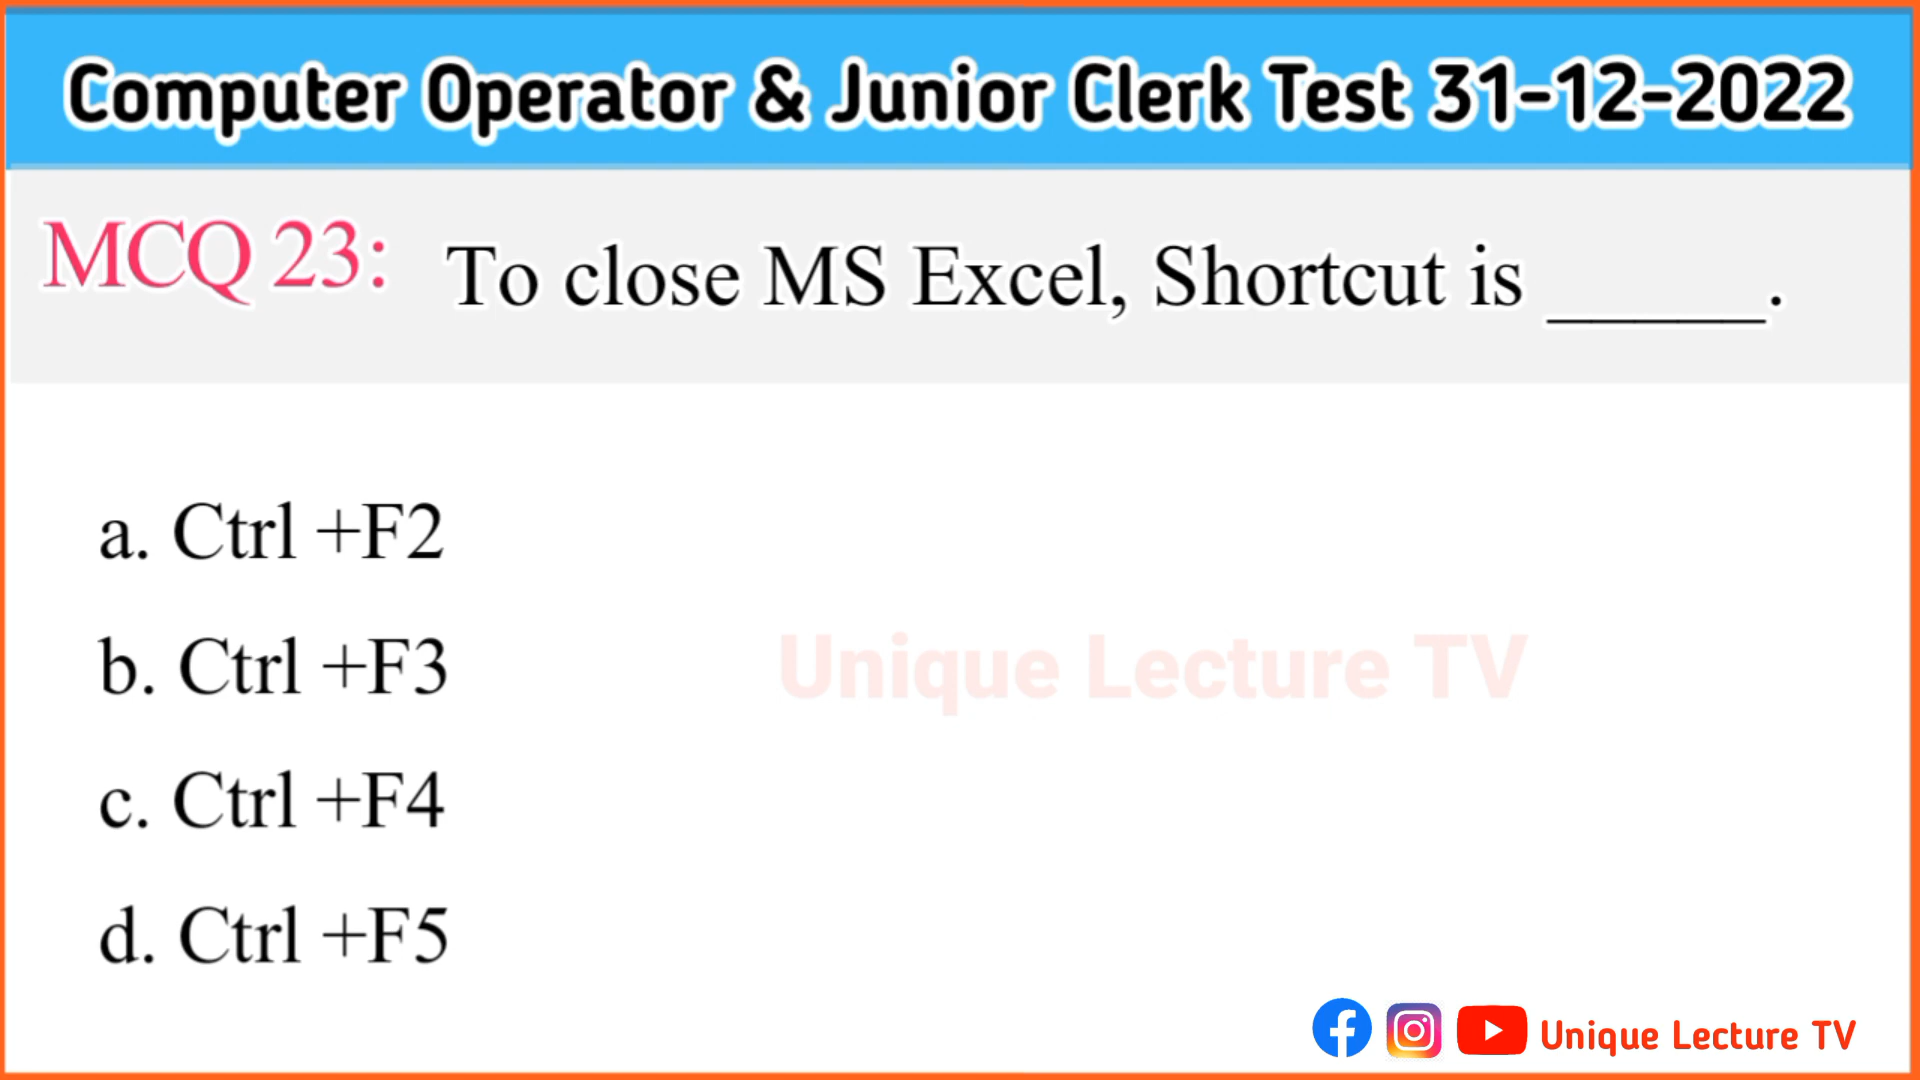 Computer Operator & Junior Clerk Test 31-12-2022
MCQ 23: To close MS Excel, Shortcut is _____.
a. Ctrl +F2
b. Ctrl +F3
Unique Lecture TV
c. Ctrl +F4
d. Ctrl +F5
Unique Lecture TV